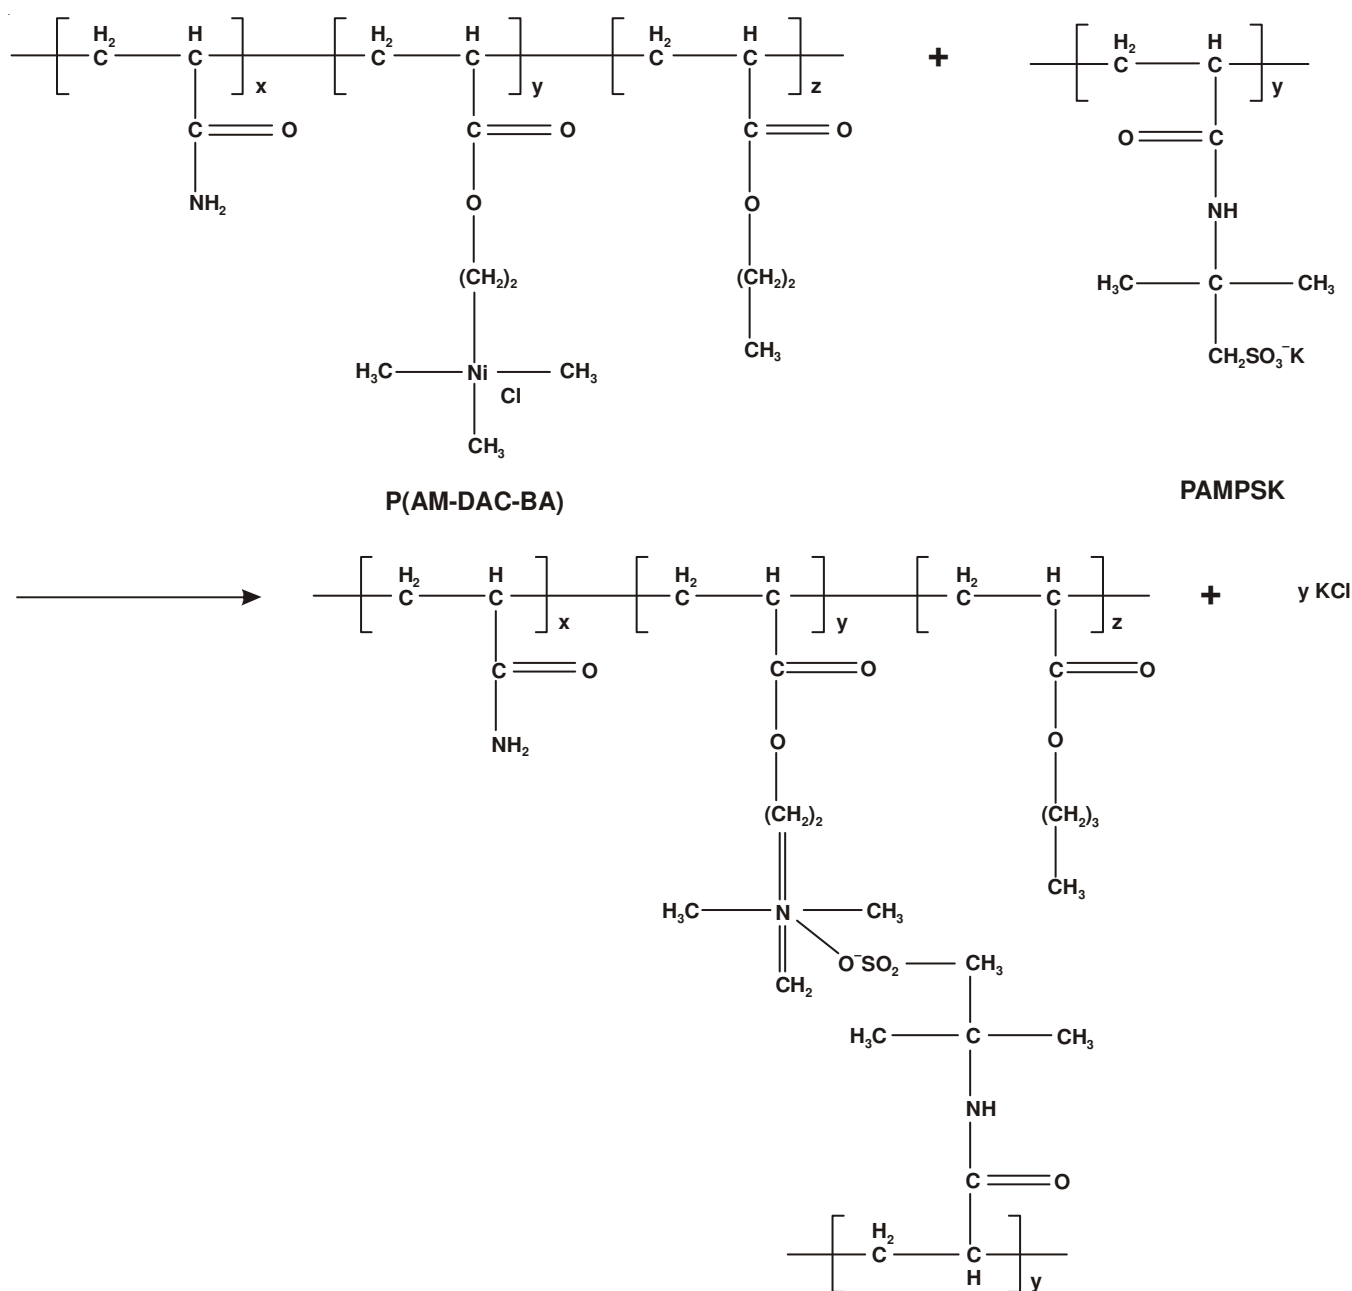 H2 H H2 H H2 H
C C x C C y C C z + H2 H
C C y
C O C O C O O C
NH2 O O NH
(CH2)2 (CH2)2 H3C C CH3
CH3 CH2SO3–K
H3C Ni CH3
Cl
CH3
P(AM-DAC-BA) PAMPSK
H2 H H2 H H2 H
C C x C C y C C z + y KCl
C O C O C O
NH2 O O
(CH2)2 (CH2)3
CH3
H3C N CH3
O–SO2 CH3
CH2
H3C C CH3
NH
C O
H2
C C y
H